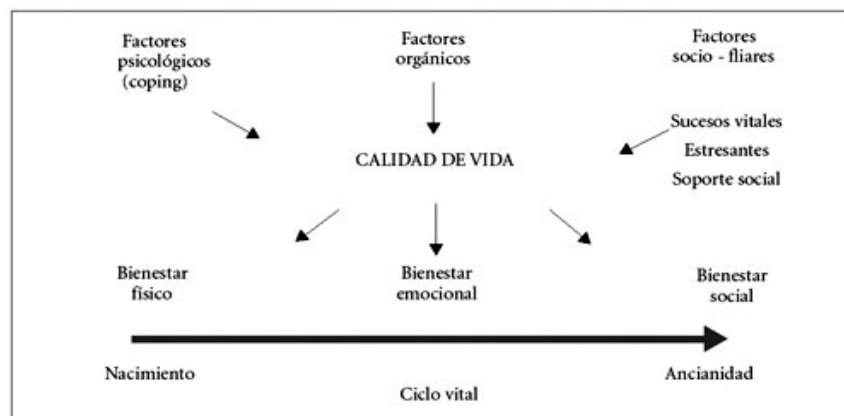 Factores
psicológicos
(coping)
Factores
orgánicos
Factores
socio - fliares
Sucesos vitales
Estresantes
Soporte social
CALIDAD DE VIDA
Bienestar
físico
Bienestar
emocional
Bienestar
social
Nacimiento
Ciclo vital
Ancianidad